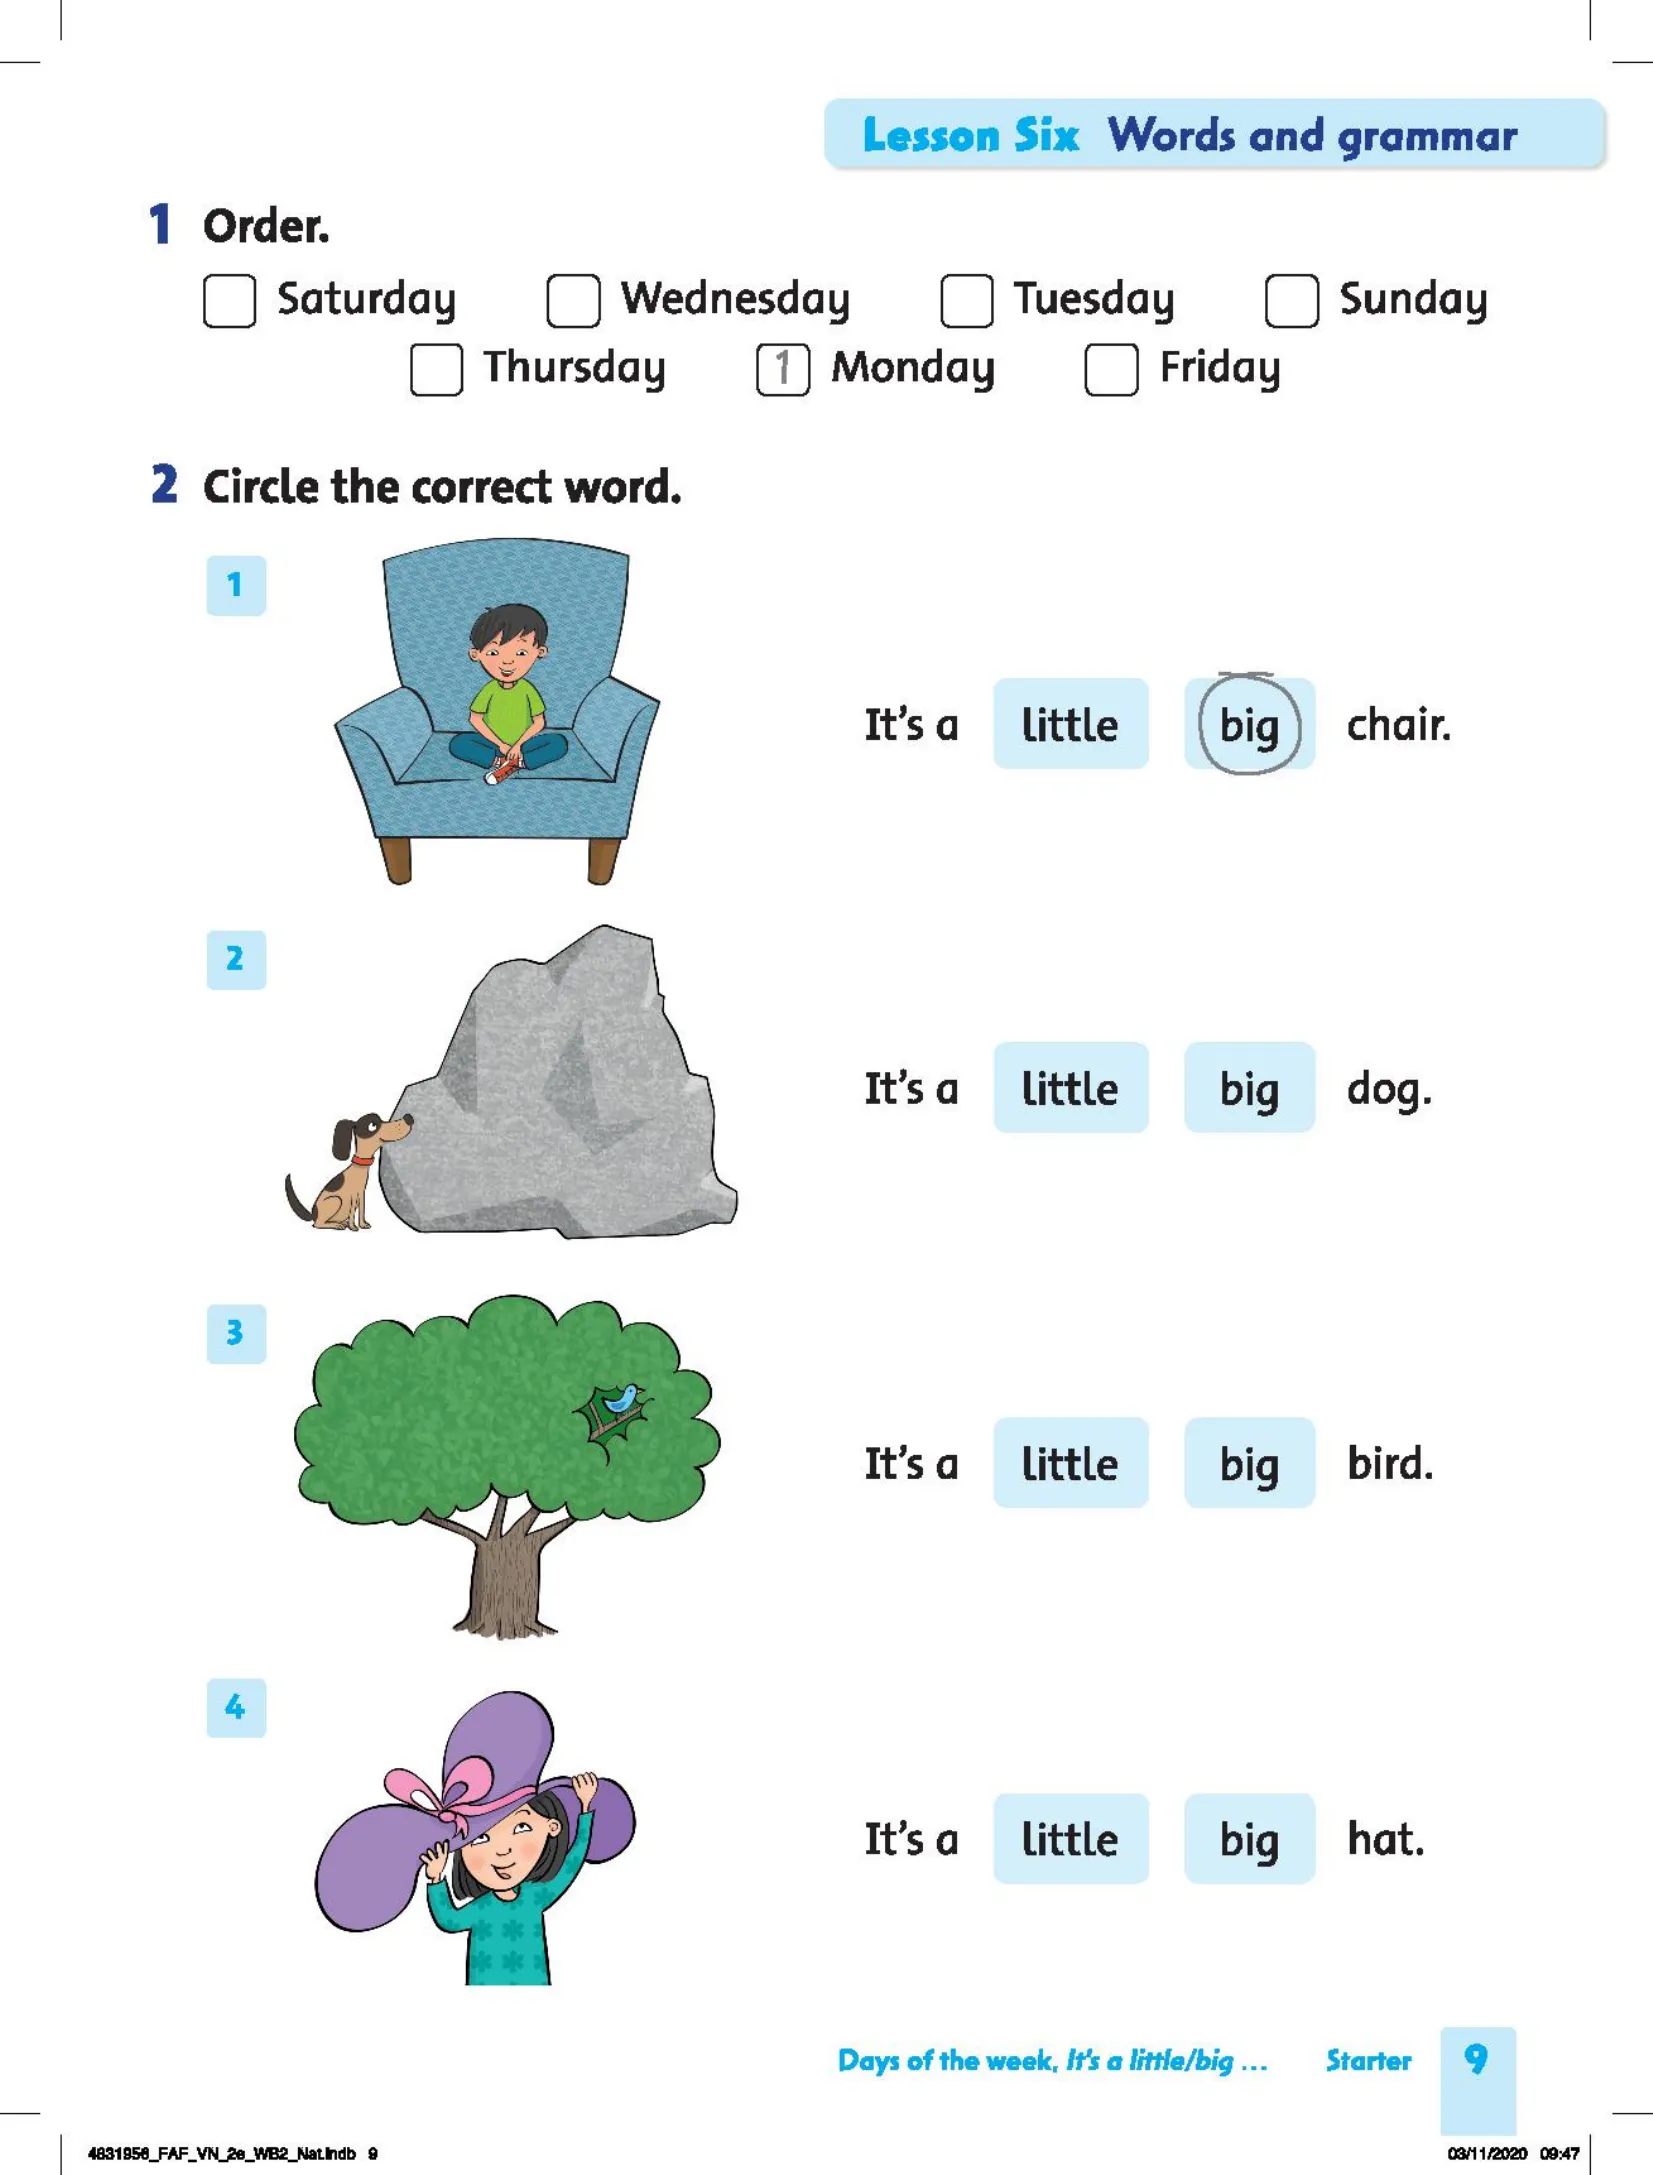 Lesson Six Words and grammar
1 Order.
Saturday Wednesday Tuesday Sunday
Thursday 1 Monday Friday
2 Circle the correct word.
1
It's a little big chair.
2
It's a little big dog.
3
It's a little big bird.
4
It's a little big hat.
Days of the week, It's a little/big ... Starter 9
4831956_FAF_VN_2e_WB2_Nat.indb 9 03/11/2020 09:47